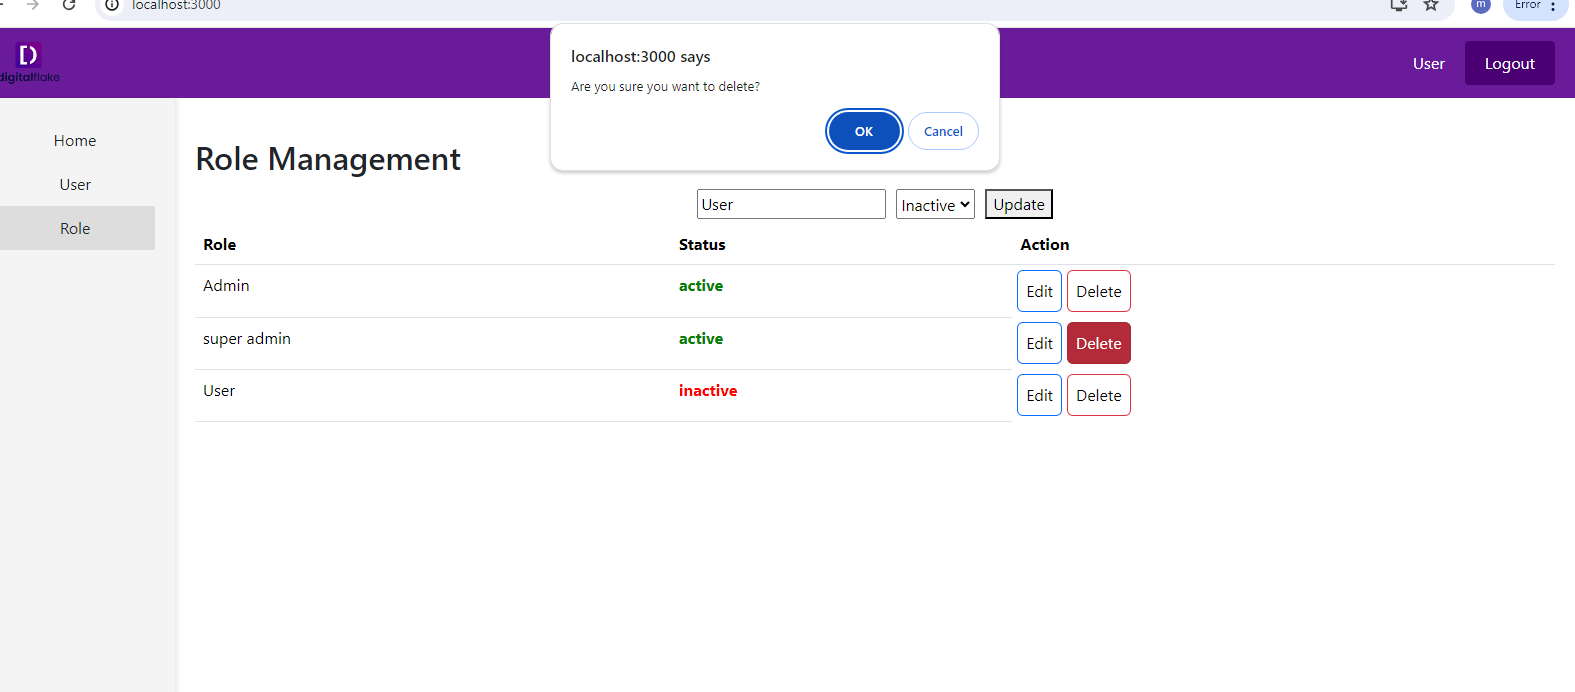 localhost:3000
m
Error
digitalflake
localhost:3000 says
Are you sure you want to delete?
OK
Cancel
User
Logout
Home
User
Role
Role Management
User
Inactive
Update
Role Status Action
Admin active Edit Delete
super admin active Edit Delete
User inactive Edit Delete